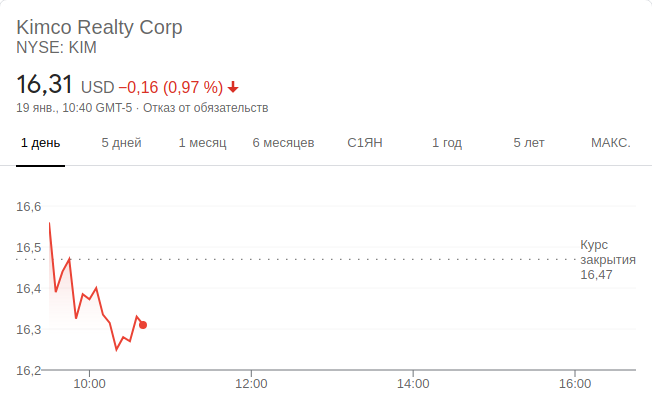 Kimco Realty Corp
NYSE: KIM
16,31 USD −0,16 (0,97 %)
19 янв., 10:40 GMT-5 · Отказ от обязательств
1 день 5 дней 1 месяц 6 месяцев С1ЯН 1 год 5 лет МАКС.
16,6
16,5
16,4
16,3
16,2
Курс
закрытия
16,47
10:00 12:00 14:00 16:00